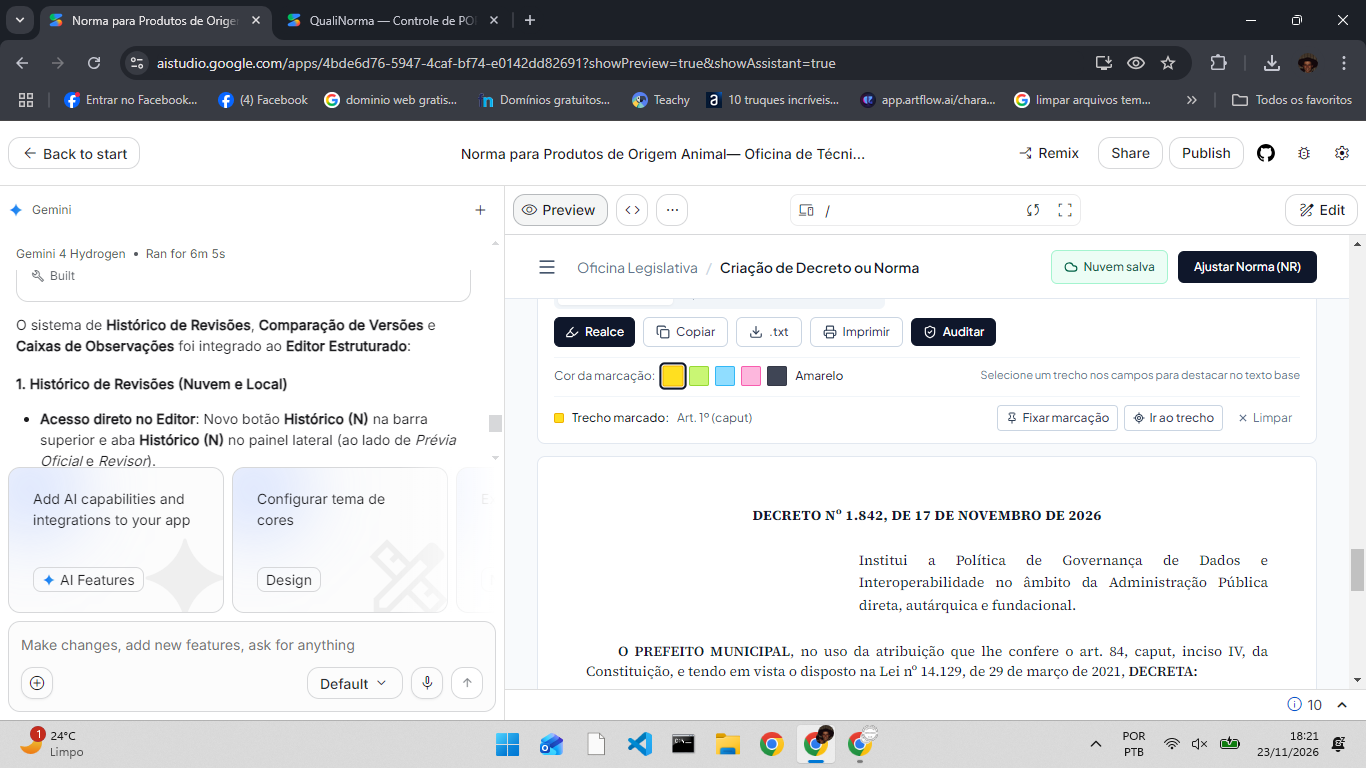 Norma para Produtos de Orige
QualiNorma — Controle de PO
aistudio.google.com/apps/4bde6d76-5947-4caf-bf74-e0142dd82691?showPreview=true&showAssistant=true
Entrar no Facebook...
(4) Facebook
dominio web gratis...
Domínios gratuitos...
Teachy
10 truques incríveis...
app.artflow.ai/chara...
limpar arquivos tem...
Todos os favoritos
Back to start
Norma para Produtos de Origem Animal— Oficina de Técni...
Remix
Share
Publish
Gemini
Preview
/
Edit
Gemini 4 Hydrogen • Ran for 6m 5s
Built
O sistema de Histórico de Revisões, Comparação de Versões e
Caixas de Observações foi integrado ao Editor Estruturado:
1. Histórico de Revisões (Nuvem e Local)
• Acesso direto no Editor: Novo botão Histórico (N) na barra
superior e aba Histórico (N) no painel lateral (ao lado de Prévia
Oficial e Revisor).
Add AI capabilities and
integrations to your app
AI Features
Configurar tema de
cores
Design
Make changes, add new features, ask for anything
Default
Oficina Legislativa / Criação de Decreto ou Norma
Nuvem salva
Ajustar Norma (NR)
Realce
Copiar
.txt
Imprimir
Auditar
Cor da marcação:
Amarelo
Selecione um trecho nos campos para destacar no texto base
Trecho marcado: Art. 1º (caput)
Fixar marcação
Ir ao trecho
Limpar
DECRETO Nº 1.842, DE 17 DE NOVEMBRO DE 2026
Institui a Política de Governança de Dados e
Interoperabilidade no âmbito da Administração Pública
direta, autárquica e fundacional.
O PREFEITO MUNICIPAL, no uso da atribuição que lhe confere o art. 84, caput, inciso IV, da
Constituição, e tendo em vista o disposto na Lei nº 14.129, de 29 de março de 2021, DECRETA:
10
1
24°C
Limpo
POR
PTB
18:21
23/11/2026